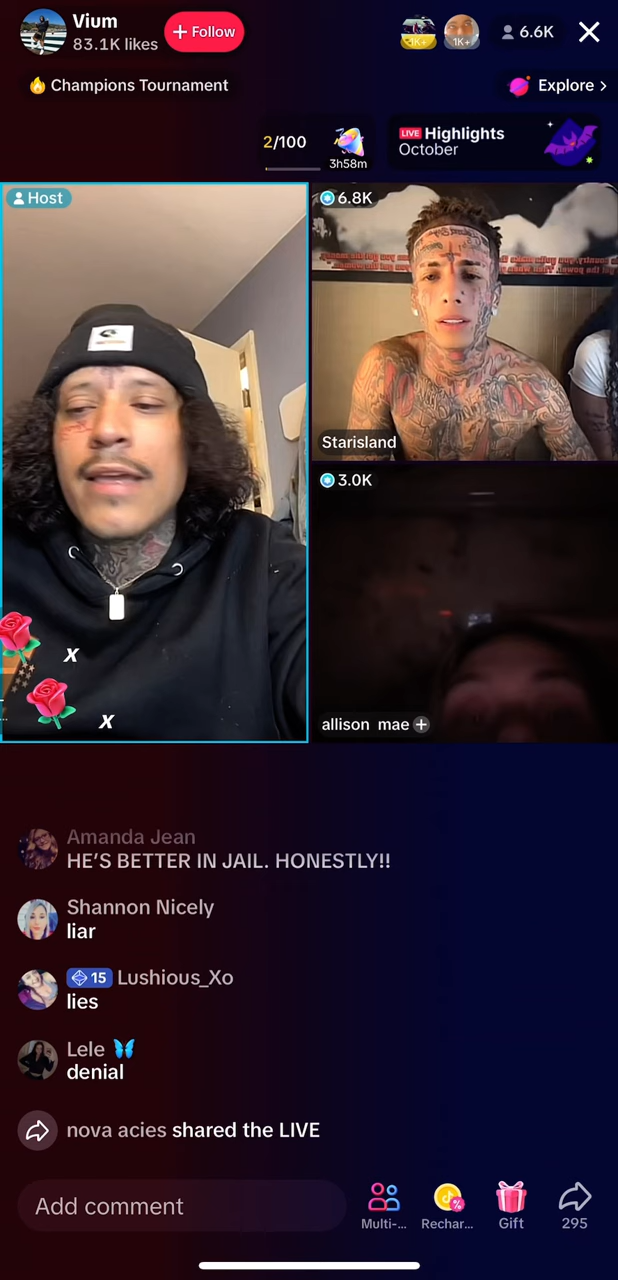 Vium
83.1K likes
+ Follow
1K+
1K+
6.6K
Champions Tournament
Explore >
2/100
3h58m
LIVE Highlights
October
Host
6.8K
Starisland
3.0K
allison mae +
x
x
Amanda Jean
HE'S BETTER IN JAIL. HONESTLY!!
Shannon Nicely
liar
15 Lushious_Xo
lies
Lele
denial
nova acies shared the LIVE
Add comment
Multi-...
Rechar...
Gift
295